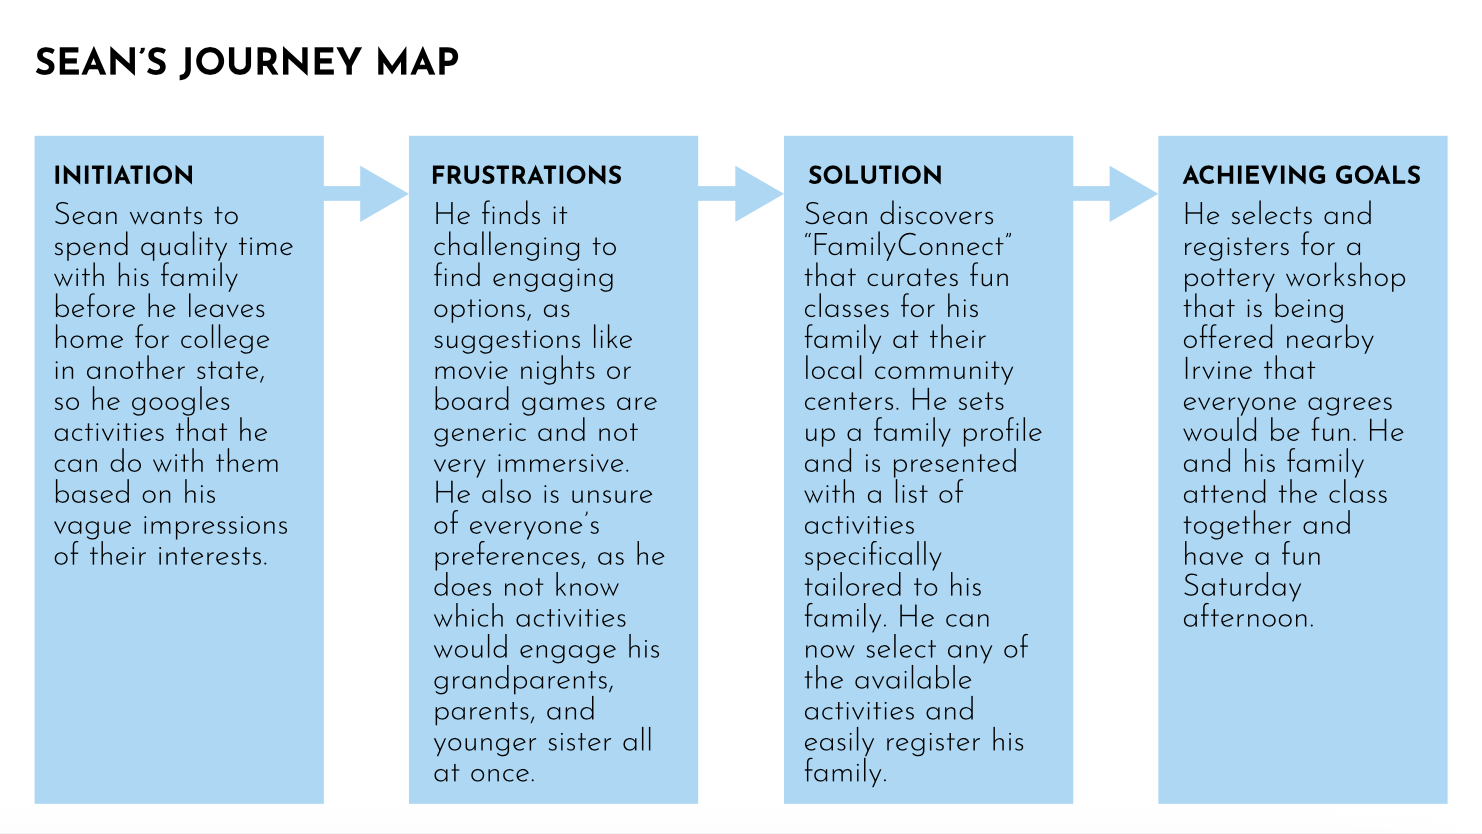 SEAN'S JOURNEY MAP
INITIATION
Sean wants to
spend quality time
with his family
before he leaves
home for college
in another state,
so he googles
activities that he
can do with them
based on his
vague impressions
of their interests.
FRUSTRATIONS
He finds it
challenging to
find engaging
options, as
suggestions like
movie nights or
board games are
generic and not
very immersive.
He also is unsure
of everyone's
preferences, as he
does not know
which activities
would engage his
grandparents,
parents, and
younger sister all
at once.
SOLUTION
Sean discovers
“FamilyConnect”
that curates fun
classes for his
family at their
local community
centers. He sets
up a family profile
and is presented
with a list of
activities
specifically
tailored to his
family. He can
now select any of
the available
activities and
easily register his
family.
ACHIEVING GOALS
He selects and
registers for a
pottery workshop
that is being
offered nearby
Irvine that
everyone agrees
would be fun. He
and his family
attend the class
together and
have a fun
Saturday
afternoon.